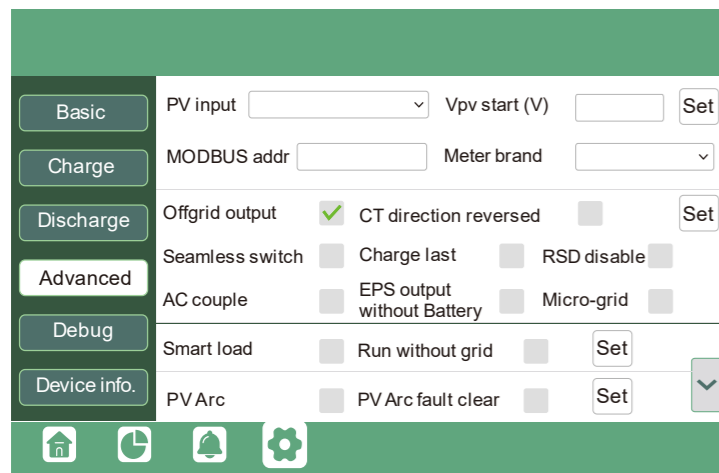 Basic
Charge
Discharge
Advanced
Debug
Device info.
PV input Vpv start (V) Set
MODBUS addr Meter brand
Offgrid output CT direction reversed Set
Seamless switch Charge last RSD disable
AC couple EPS output
without Battery Micro-grid
Smart load Run without grid Set
PV Arc PV Arc fault clear Set